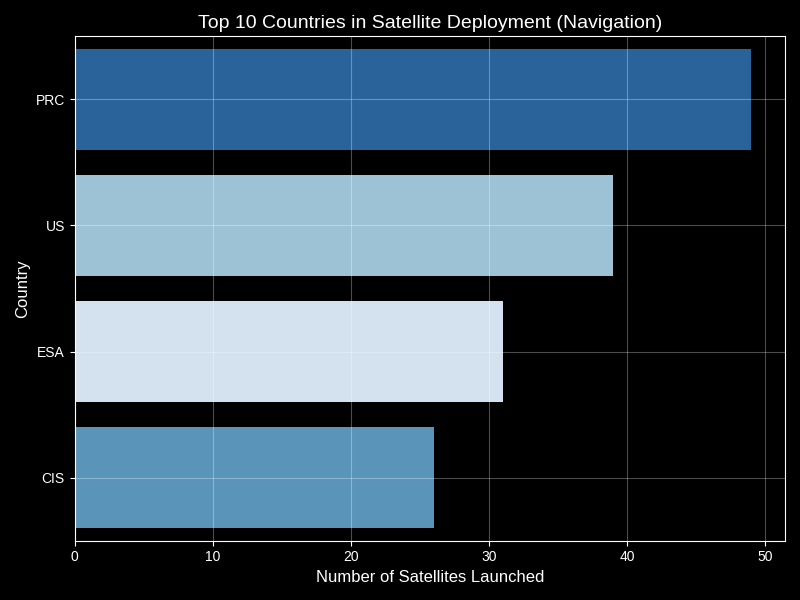 Top 10 Countries in Satellite Deployment (Navigation)
Country
PRC
US
ESA
CIS
0 10 20 30 40 50
Number of Satellites Launched